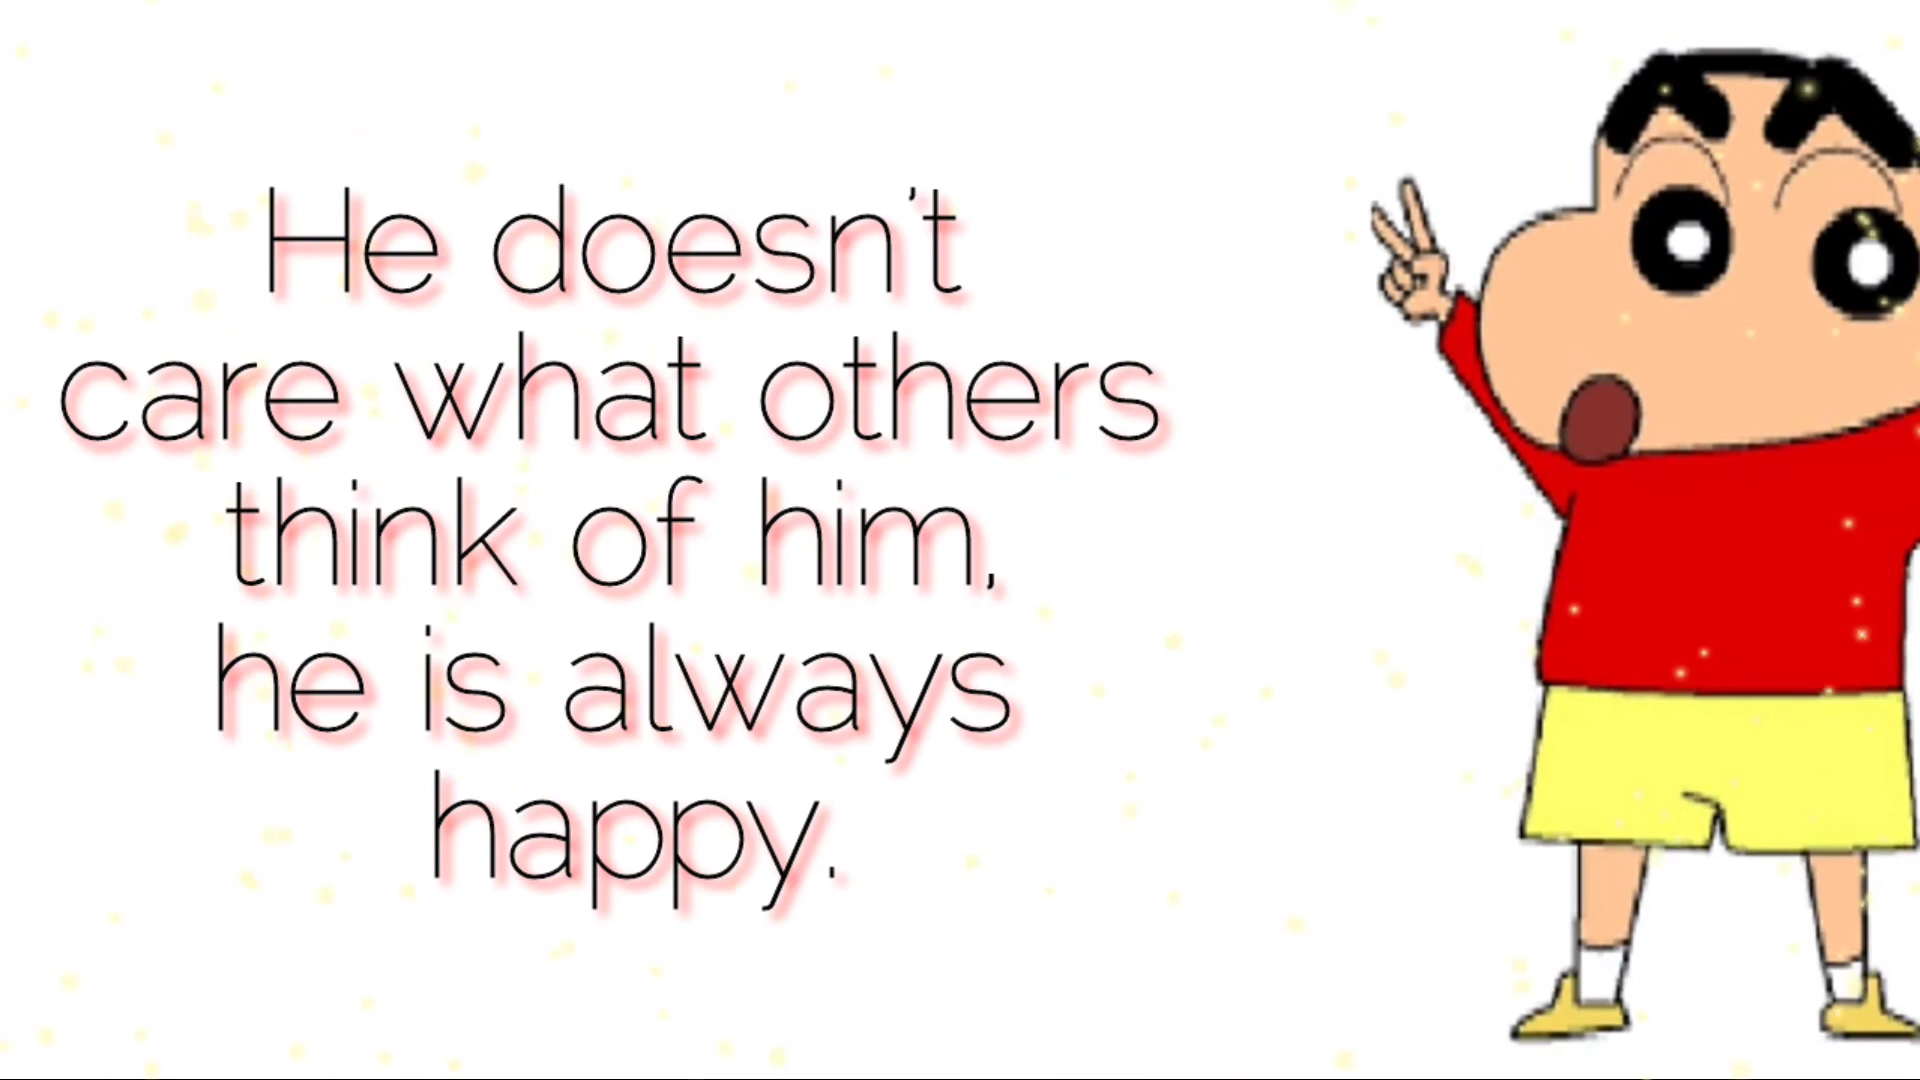 He doesn't
care what others
think of him,
he is always
happy.